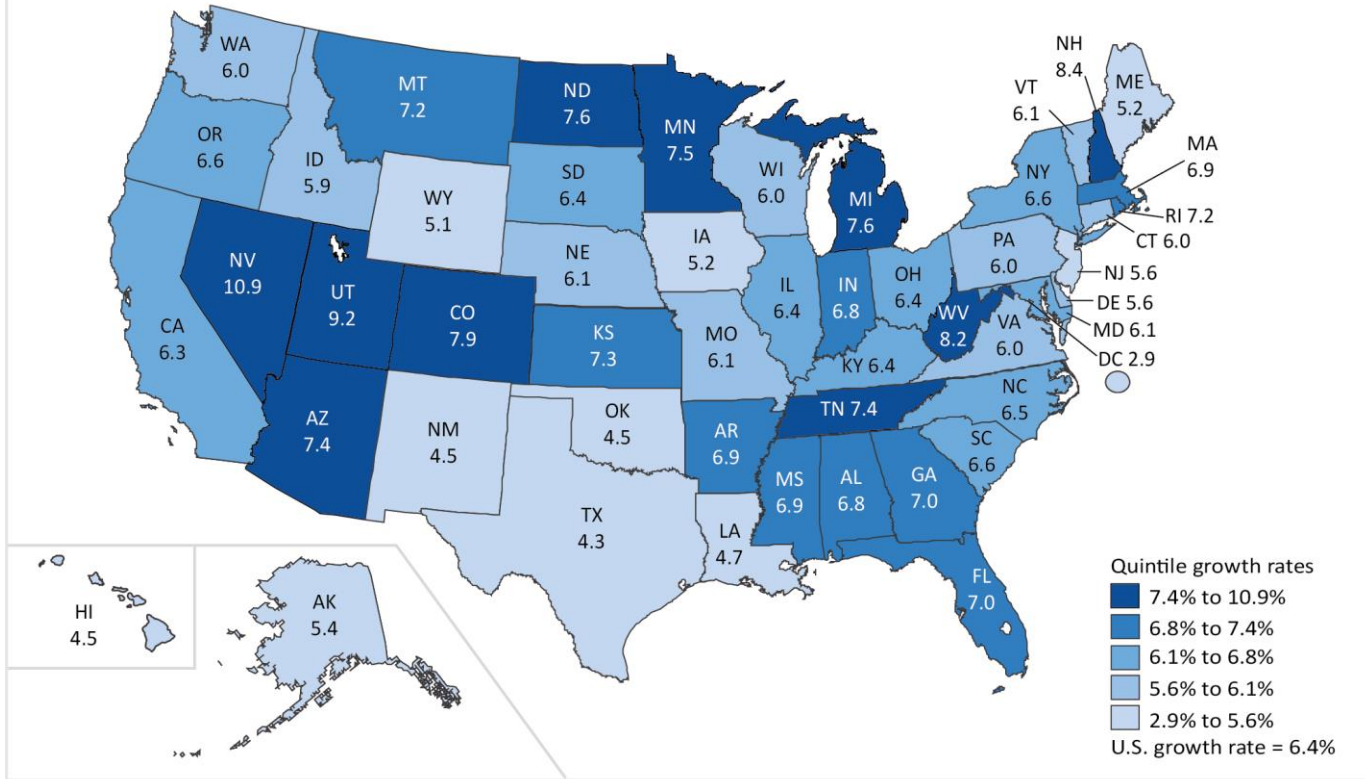 WA
6.0
MT
7.2
ND
7.6
MN
7.5
NH
8.4
VT
6.1
ME
5.2
OR
6.6
ID
5.9
WY
5.1
SD
6.4
WI
6.0
MI
7.6
NY
6.6
MA
6.9
RI 7.2
CT 6.0
NV
10.9
UT
9.2
CO
7.9
NE
6.1
IA
5.2
IL
6.4
IN
6.8
OH
6.4
PA
6.0
NJ 5.6
DE 5.6
MD 6.1
DC 2.9
CA
6.3
KS
7.3
MO
6.1
KY 6.4
WV
8.2
VA
6.0
AZ
7.4
NM
4.5
OK
4.5
AR
6.9
TN 7.4
NC
6.5
SC
6.6
TX
4.3
LA
4.7
MS
6.9
AL
6.8
GA
7.0
FL
7.0
HI
4.5
AK
5.4
Quintile growth rates
7.4% to 10.9%
6.8% to 7.4%
6.1% to 6.8%
5.6% to 6.1%
2.9% to 5.6%
U.S. growth rate = 6.4%